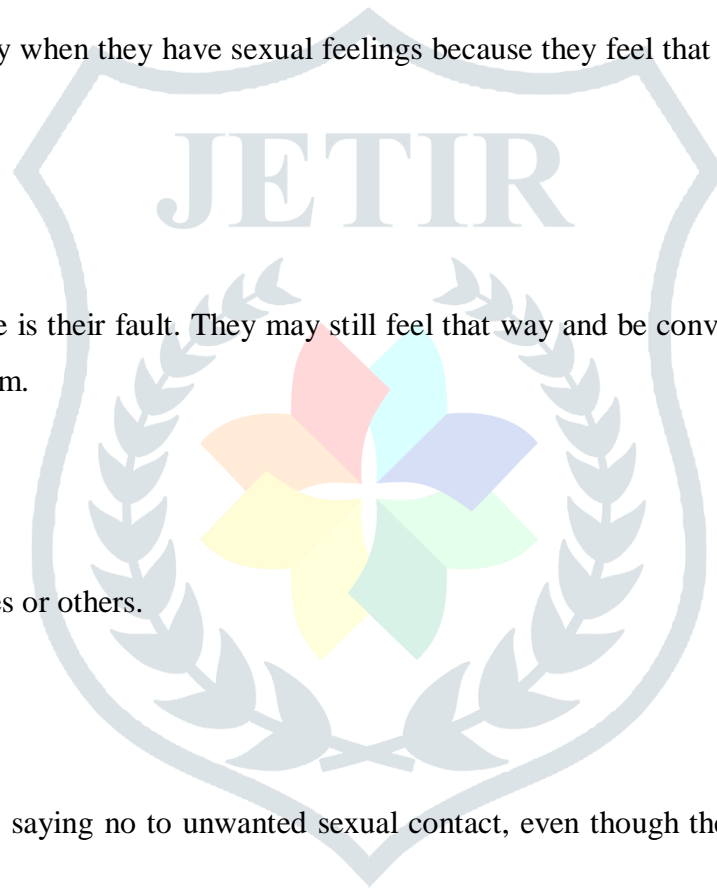 y when they have sexual feelings because they feel that
JETIR
e is their fault. They may still feel that way and be conv
m.
es or others.
saying no to unwanted sexual contact, even though the